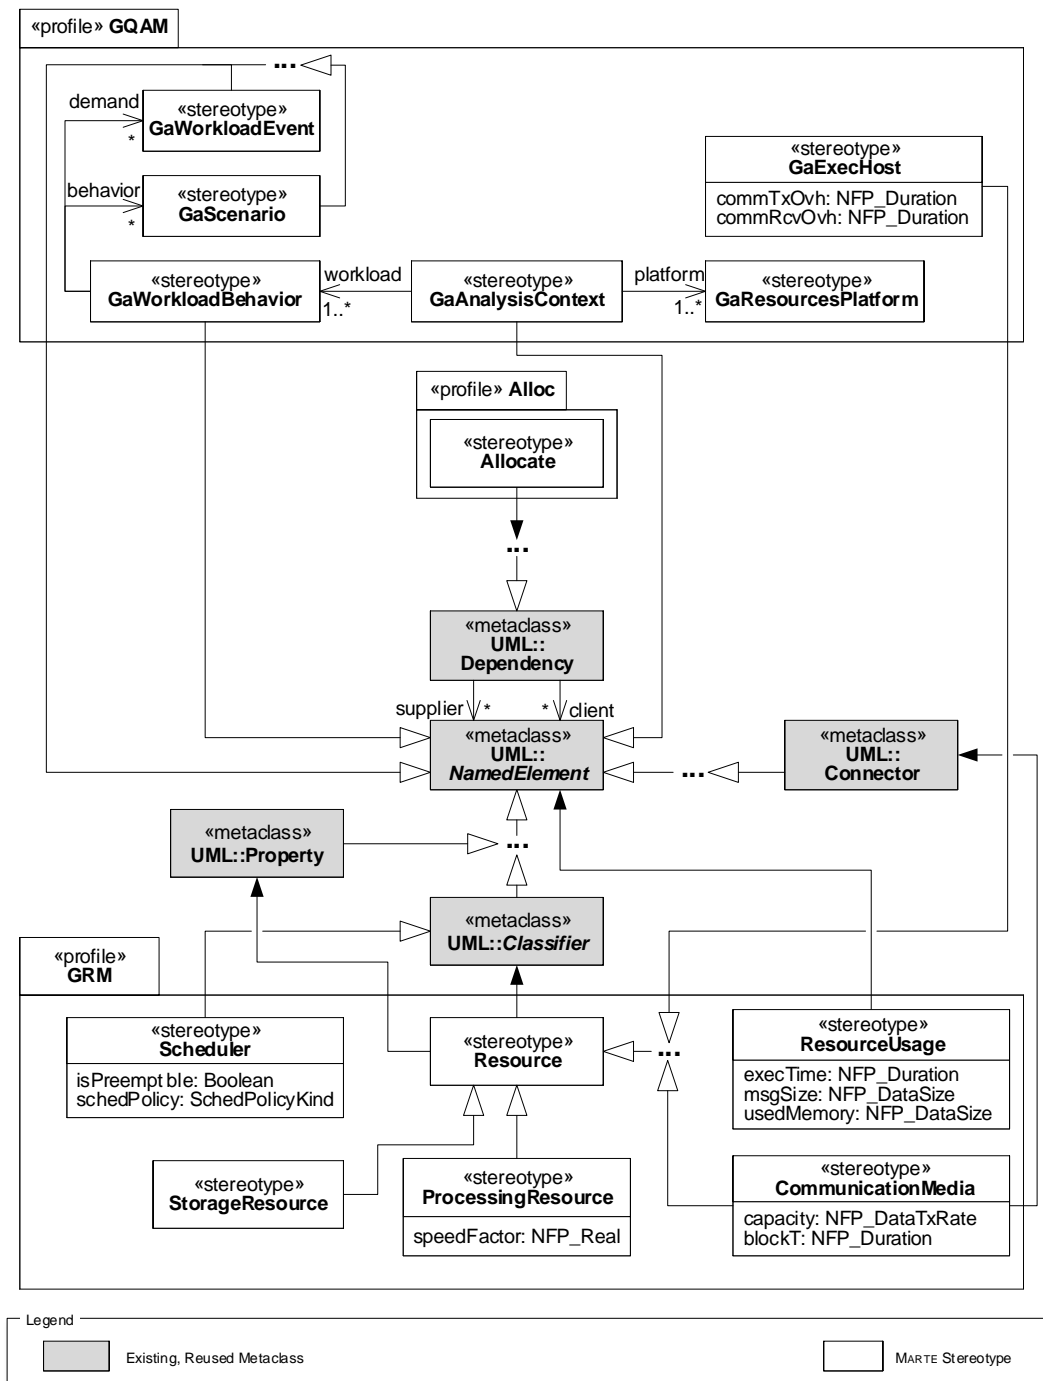 «profile» GQAM
...
demand
*
«stereotype»
GaWorkloadEvent
behavior
*
«stereotype»
GaScenario
«stereotype»
GaExecHost
commTxOvh: NFP_Duration
commRcvOvh: NFP_Duration
«stereotype»
GaWorkloadBehavior
workload
1..*
«stereotype»
GaAnalysisContext
platform
1..*
«stereotype»
GaResourcesPlatform
«profile» Alloc
«stereotype»
Allocate
...
«metaclass»
UML::
Dependency
supplier
*
*
client
«metaclass»
UML::
NamedElement
...
«metaclass»
UML::
Connector
«metaclass»
UML::Property
...
«metaclass»
UML::Classifier
«profile»
GRM
«stereotype»
Scheduler
isPreempt ble: Boolean
schedPolicy: SchedPolicyKind
«stereotype»
Resource
...
«stereotype»
ResourceUsage
execTime: NFP_Duration
msgSize: NFP_DataSize
usedMemory: NFP_DataSize
«stereotype»
StorageResource
«stereotype»
ProcessingResource
speedFactor: NFP_Real
«stereotype»
CommunicationMedia
capacity: NFP_DataTxRate
blockT: NFP_Duration
Legend
Existing, Reused Metaclass
MARTE Stereotype